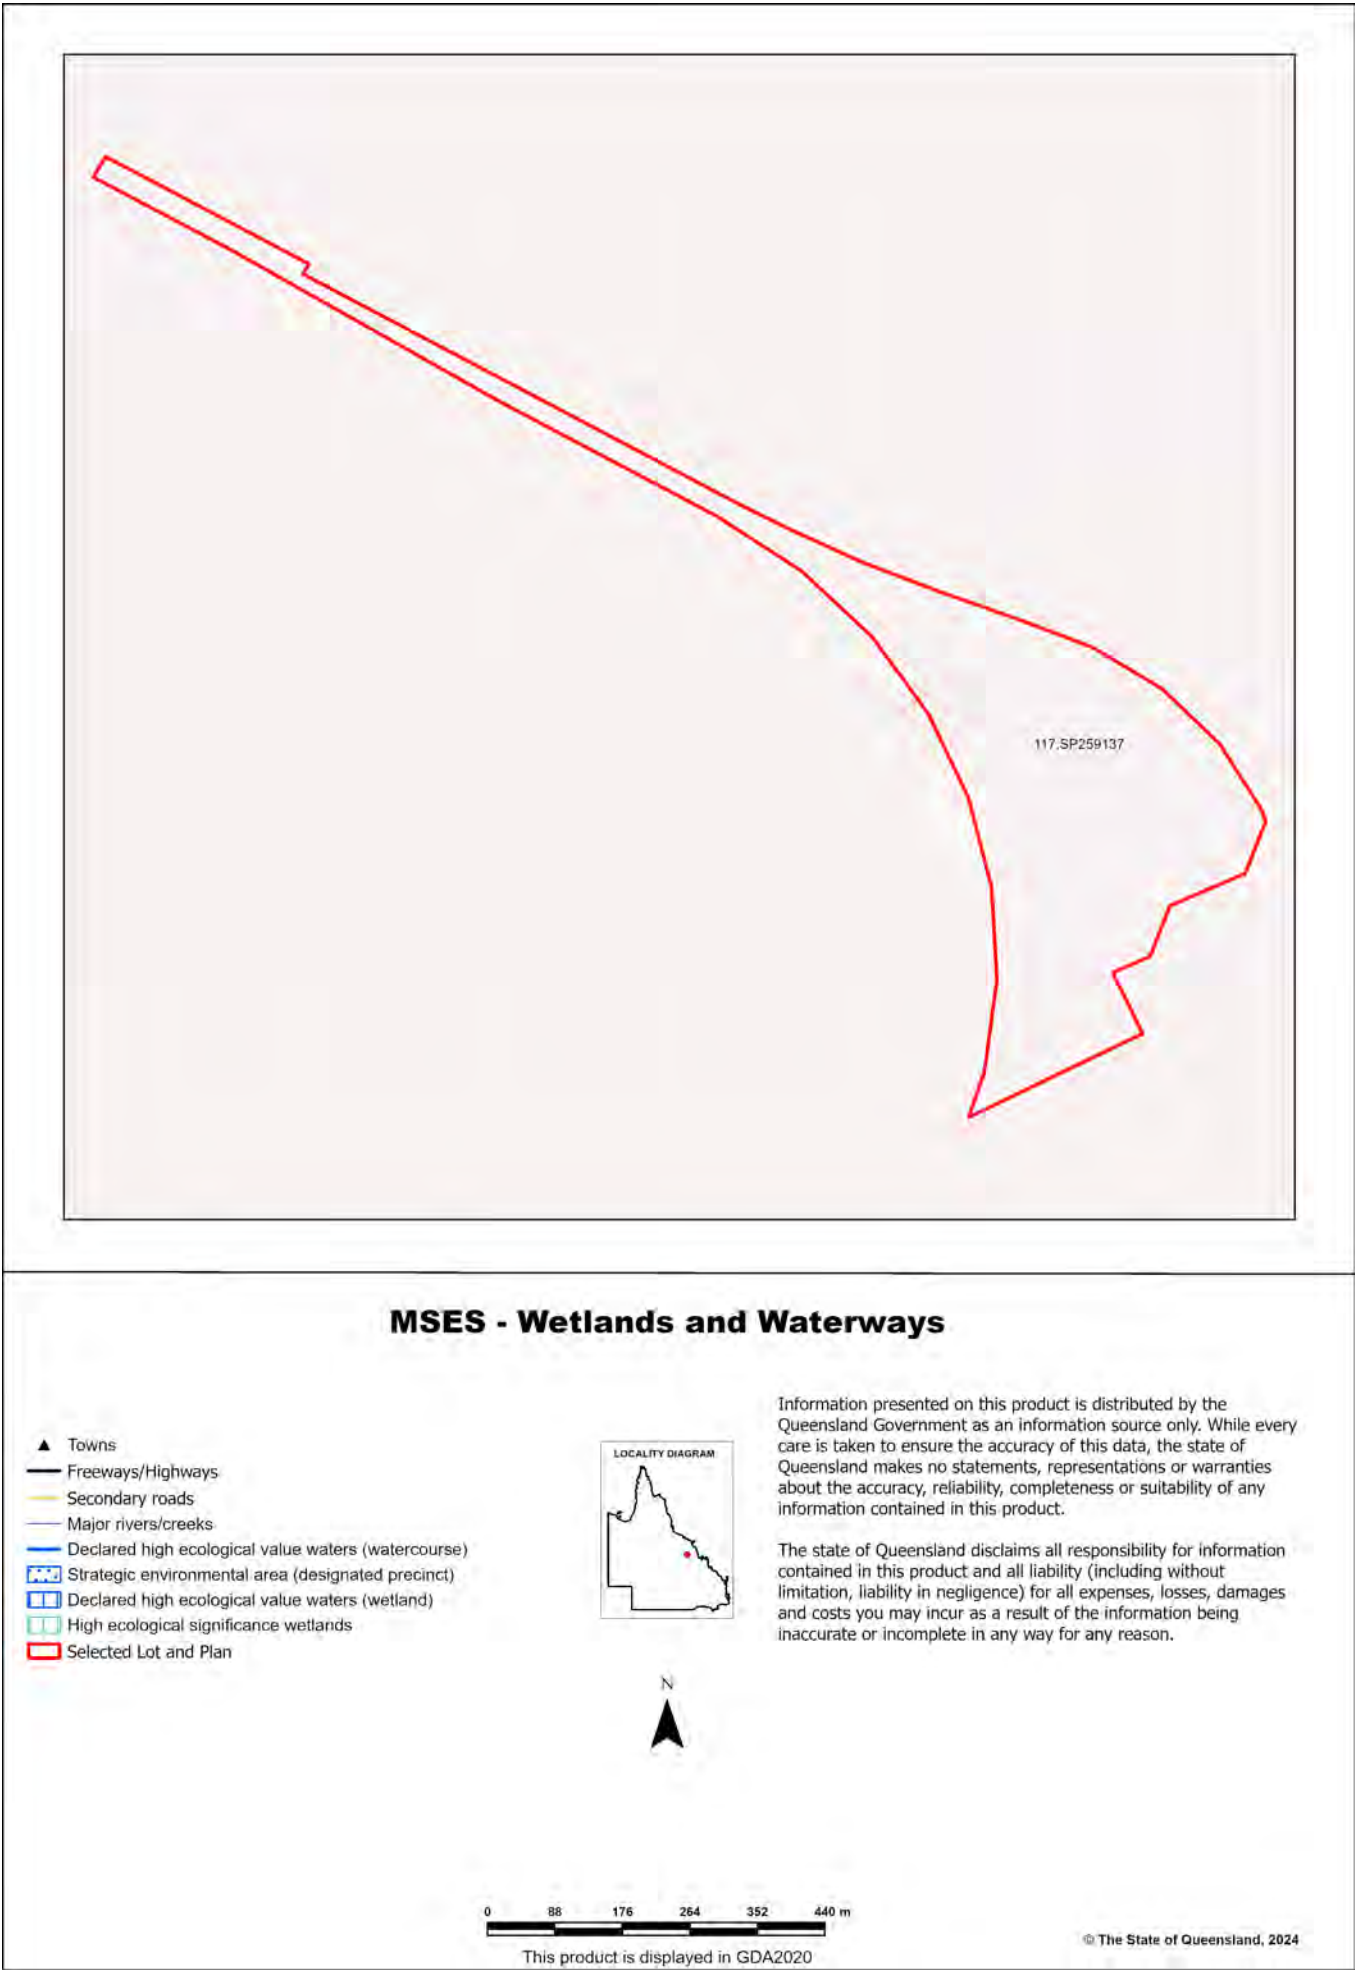 117,SP259137
MSES - Wetlands and Waterways
Towns
Freeways/Highways
Secondary roads
Major rivers/creeks
Declared high ecological value waters (watercourse)
Strategic environmental area (designated precinct)
Declared high ecological value waters (wetland)
High ecological significance wetlands
Selected Lot and Plan
LOCALITY DIAGRAM
N
Information presented on this product is distributed by the
Queensland Government as an information source only. While every
care is taken to ensure the accuracy of this data, the state of
Queensland makes no statements, representations or warranties
about the accuracy, reliability, completeness or suitability of any
information contained in this product.
The state of Queensland disclaims all responsibility for information
contained in this product and all liability (including without
limitation, liability in negligence) for all expenses, losses, damages
and costs you may incur as a result of the information being
inaccurate or incomplete in any way for any reason.
0 88 176 264 352 440 m
This product is displayed in GDA2020
© The State of Queensland, 2024